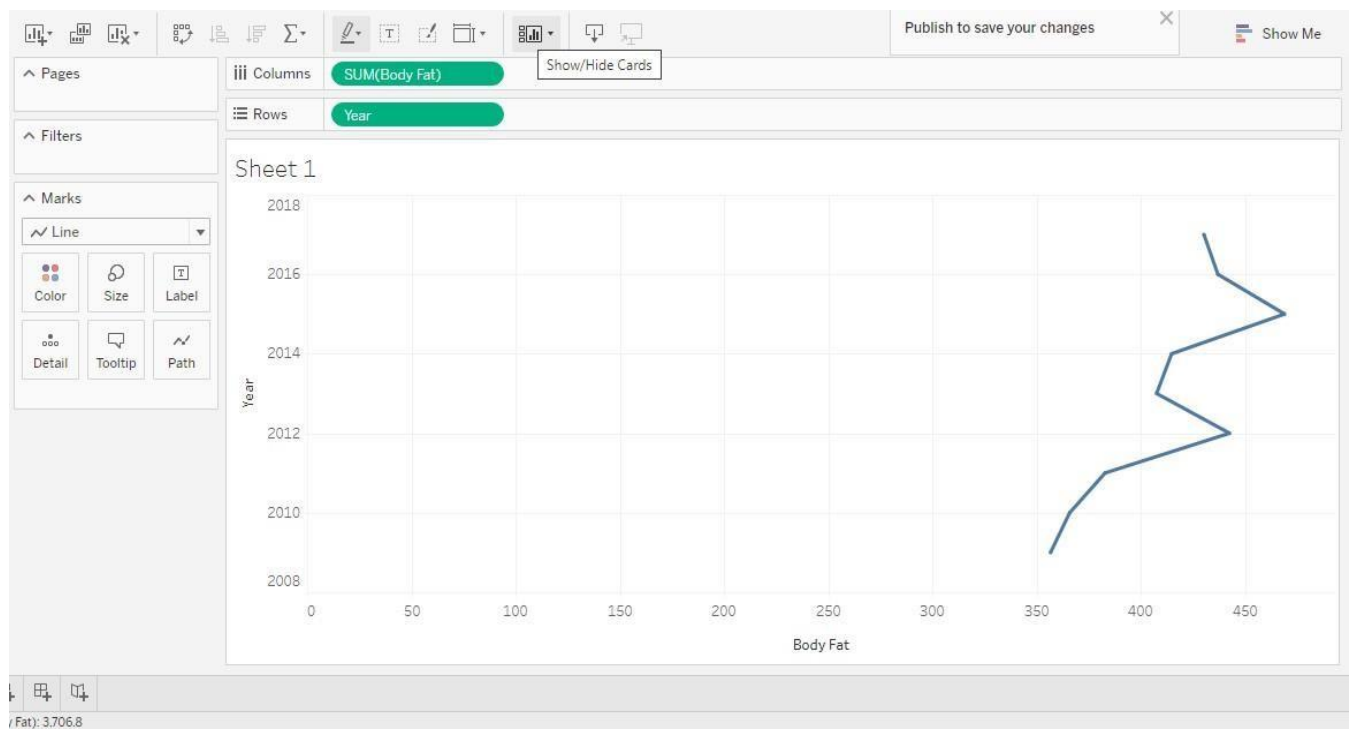 Publish to save your changes
Show Me
Show/Hide Cards
Pages
Columns
SUM(Body Fat)
Rows
Year
Filters
Sheet 1
Marks
Line
Color
Size
Label
Detail
Tooltip
Path
T
T
2018
2016
2014
2012
2010
2008
Year
0
50
100
150
200
250
300
350
400
450
Body Fat
Fat): 3,706.8